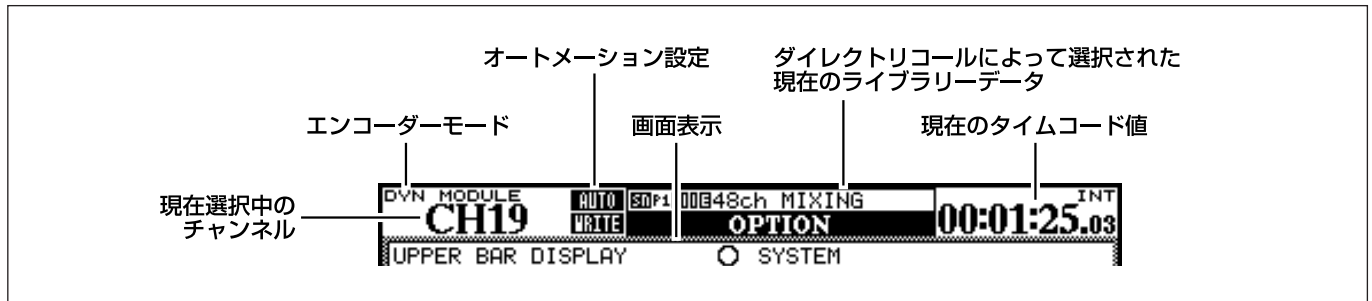 オートメーション設定
ダイレクトリコールによって選択された
現在のライブラリーデータ
エンコーダーモード
画面表示
現在のタイムコード値
現在選択中の
チャンネル
DYN MODULE
CH19
AUTO
WRITE
48ch MIXING
OPTION
INT
00:01:25.03
UPPER BAR DISPLAY
SYSTEM